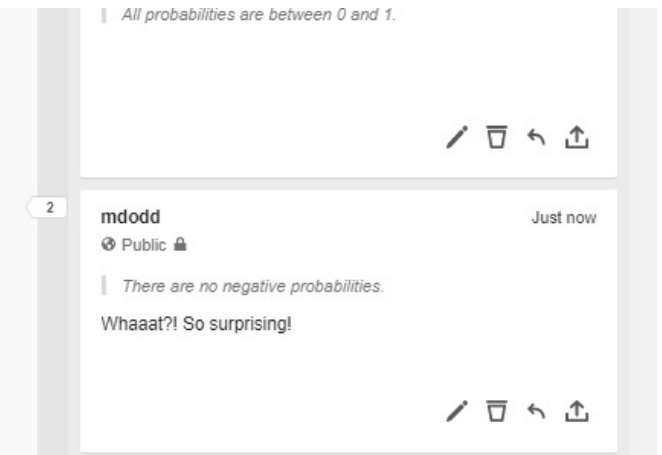 All probabilities are between 0 and 1.
2
mdodd Just now
Public
There are no negative probabilities.
Whaaat?! So surprising!